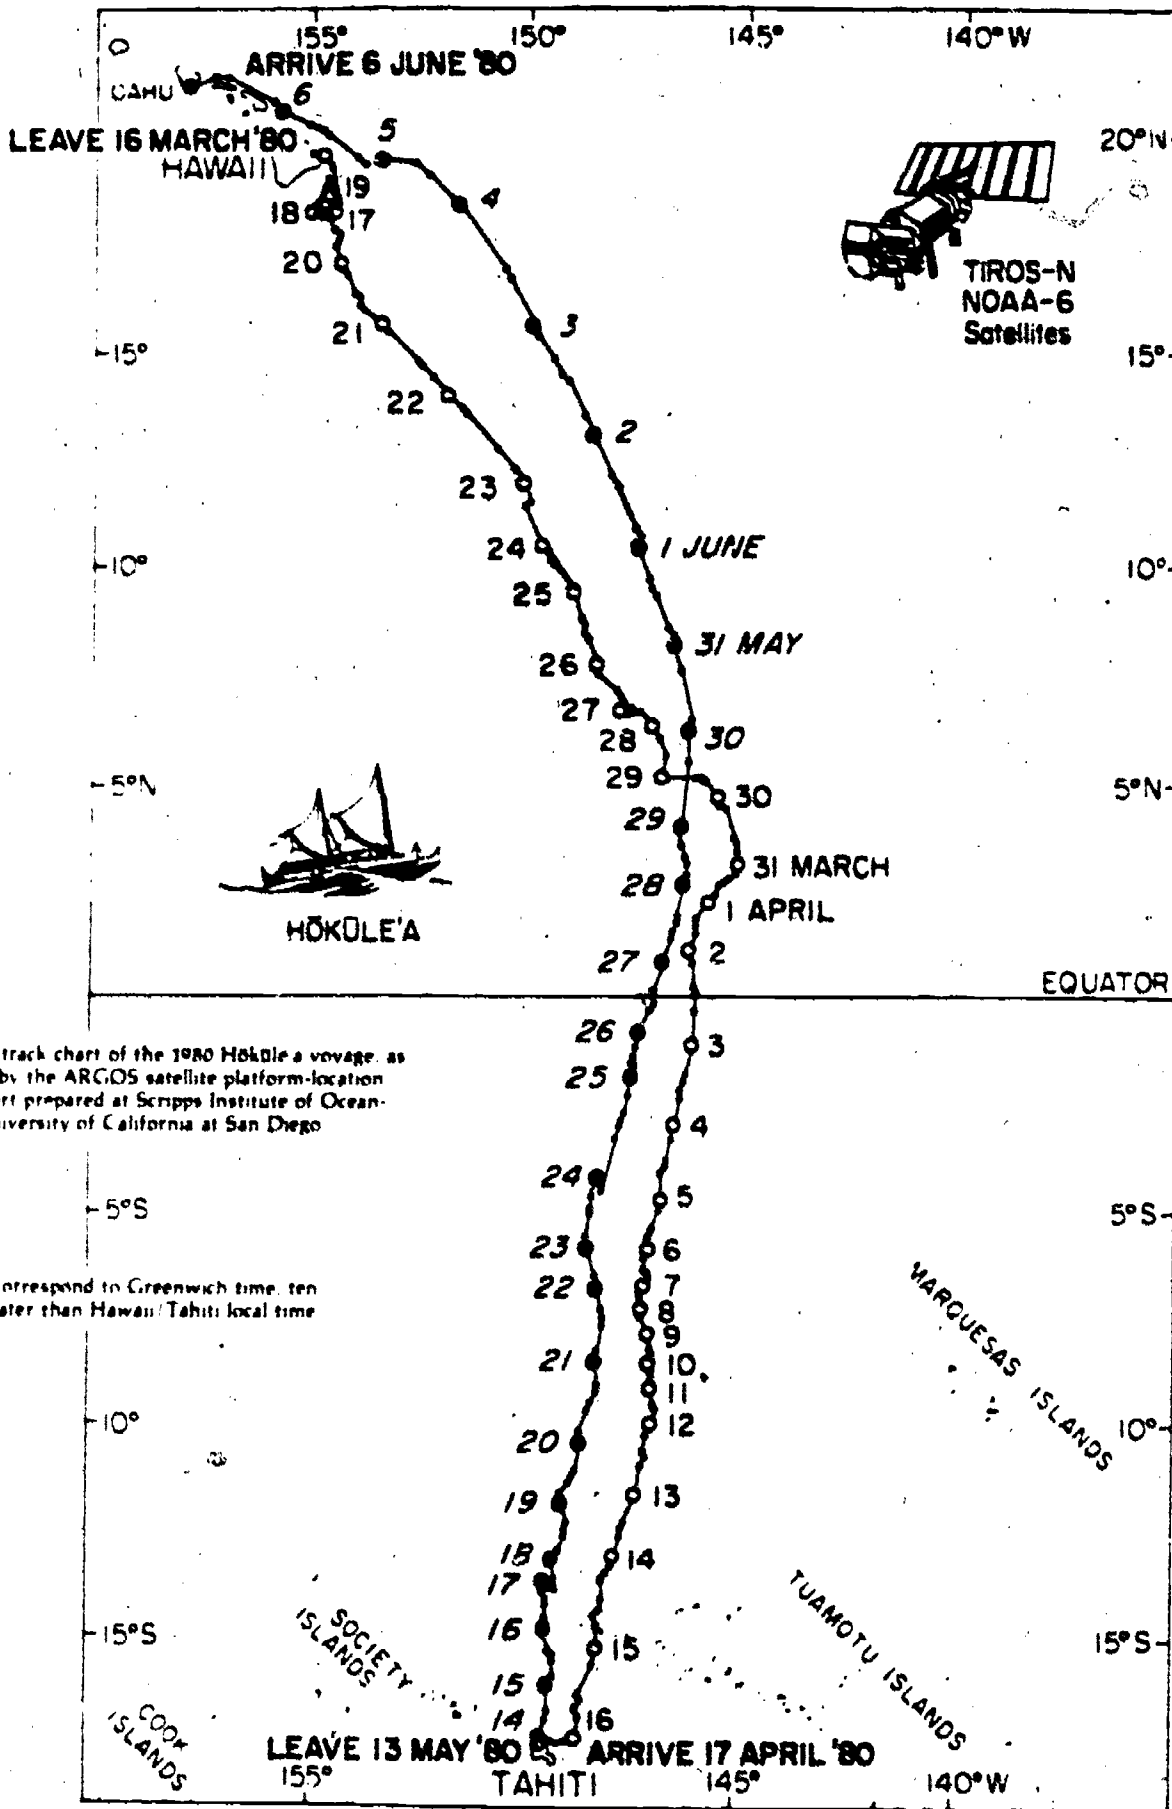 155° 150° 145° 140°W
ARRIVE 6 JUNE '80
OAHU
6
5
LEAVE 16 MARCH '80
HAWAII
20°N
19
18 17
4
20
TIROS-N
NOAA-6
Satellites
21
3
15° 15°
22
2
23
24
1 JUNE
10° 10°
25
26
31 MAY
27
28
30
29
5°N 5°N
30
29
31 MARCH
28
1 APRIL
HŌKŪLE'A
2
27
EQUATOR
26
3
track chart of the 1980 Hōkūle'a voyage, as
by the ARGOS satellite platform-location
rt prepared at Scripps Institute of Ocean-
iversity of California at San Diego
25
4
24
5
5°S 5°S
23
6
22
7
orrespond to Greenwich time, ten
ater than Hawaii/Tahiti local time
8
9
21
10
11
MARQUESAS ISLANDS
10° 10°
12
20
19
13
18
14
17
16
15°S 15°S
SOCIETY
ISLANDS
15
TUAMOTU ISLANDS
15
COOK
ISLANDS
14
16
LEAVE 13 MAY '80 ARRIVE 17 APRIL '80
TAHITI
155° 145° 140°W